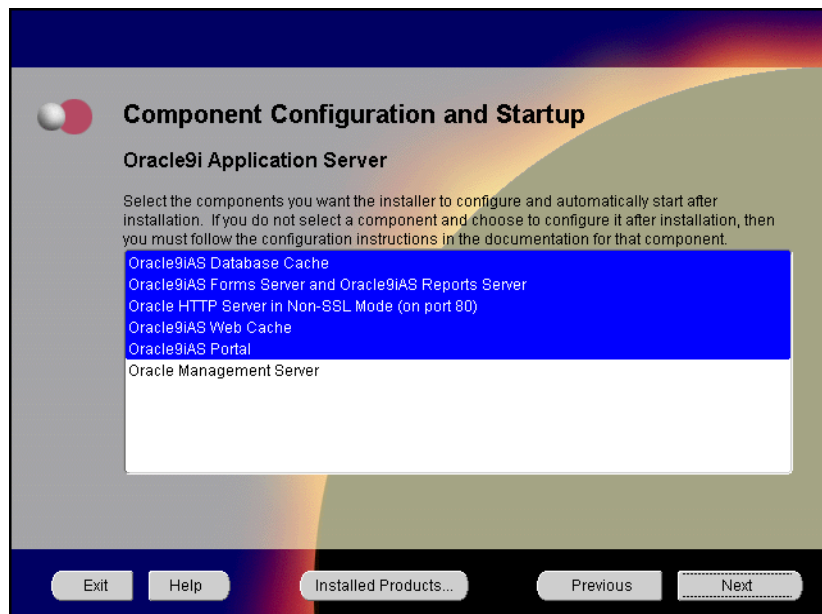 Component Configuration and Startup
Oracle9i Application Server
Select the components you want the installer to configure and automatically start after
installation. If you do not select a component and choose to configure it after installation, then
you must follow the configuration instructions in the documentation for that component.
Oracle9iAS Database Cache
Oracle9iAS Forms Server and Oracle9iAS Reports Server
Oracle HTTP Server in Non-SSL Mode (on port 80)
Oracle9iAS Web Cache
Oracle9iAS Portal
Oracle Management Server
Exit Help Installed Products... Previous Next